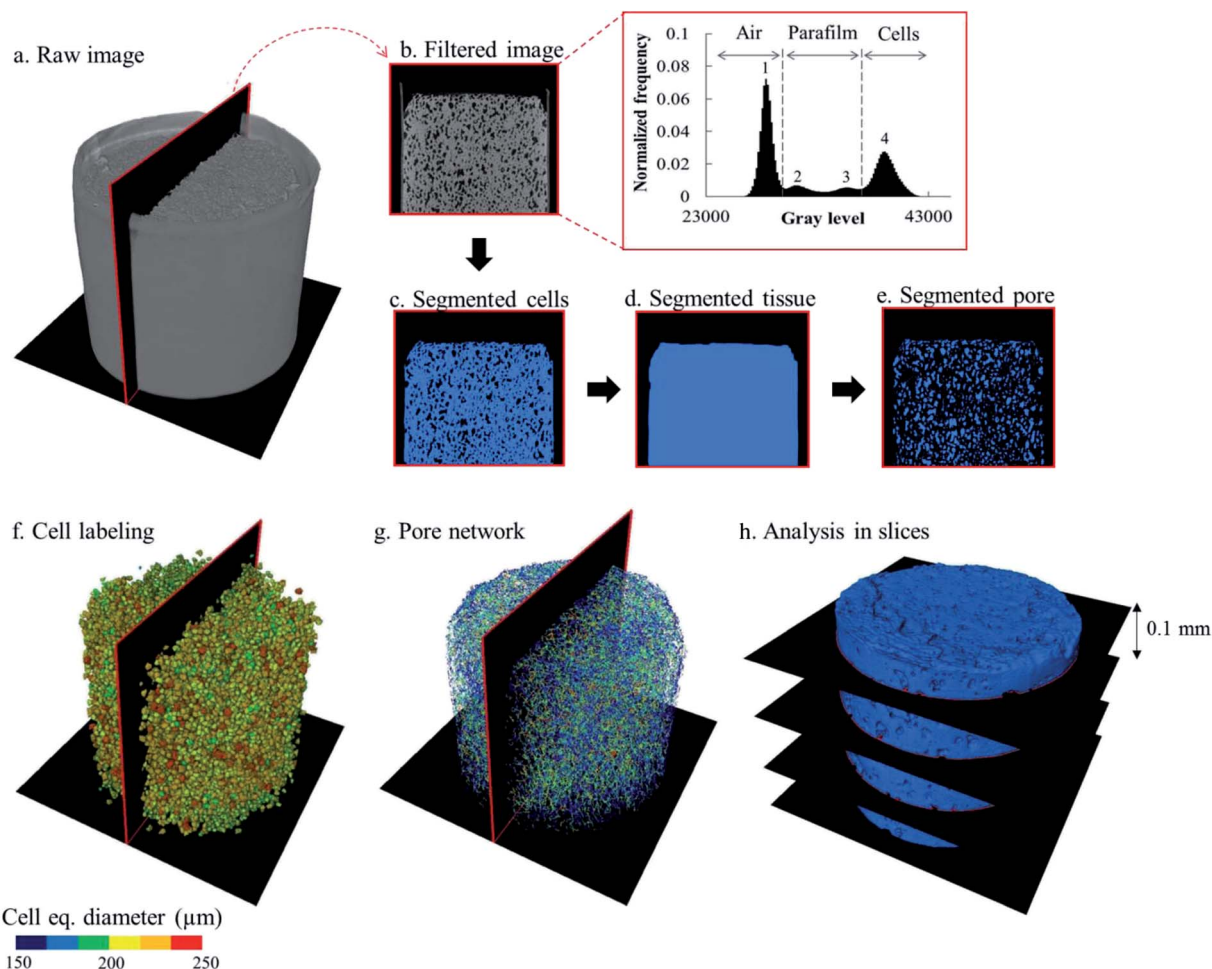 a. Raw image
b. Filtered image
Normalized frequency
0.1
0.08
0.06
0.04
0.02
0
Air
Parafilm
Cells
1
2
3
4
23000
Gray level
43000
c. Segmented cells
d. Segmented tissue
e. Segmented pore
f. Cell labeling
g. Pore network
h. Analysis in slices
0.1 mm
Cell eq. diameter (µm)
150
200
250